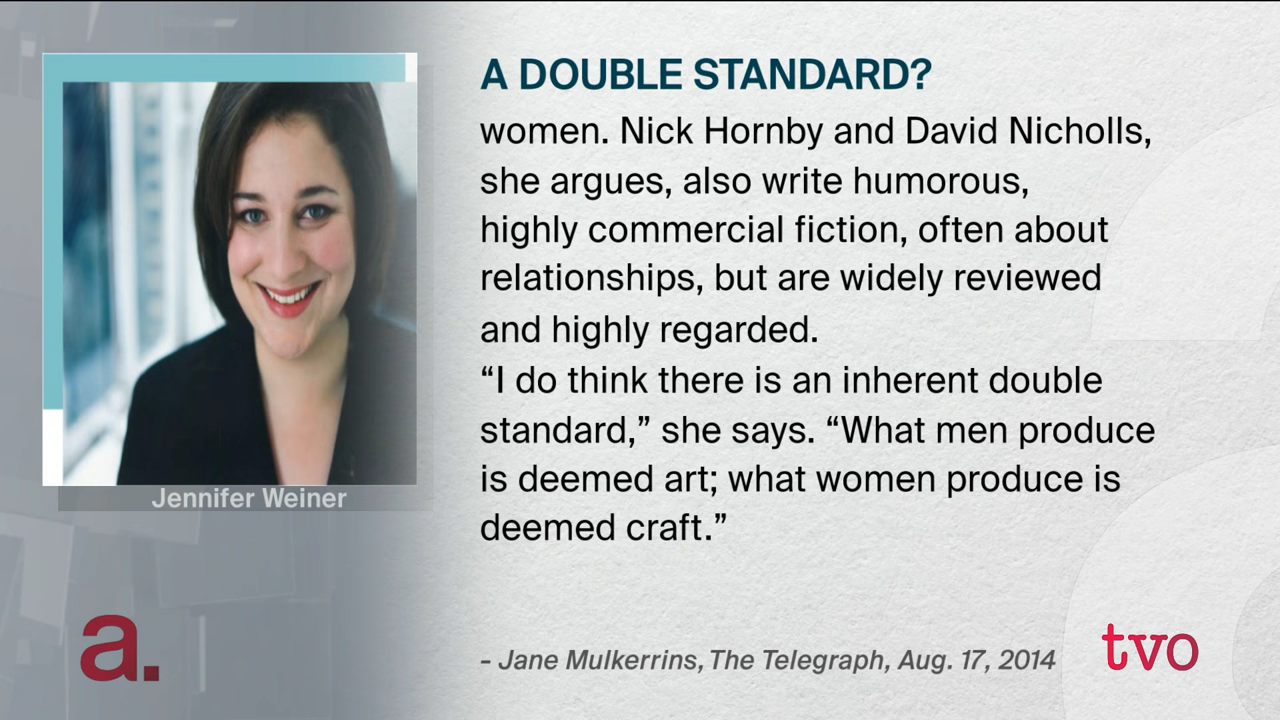 A DOUBLE STANDARD?
women. Nick Hornby and David Nicholls,
she argues, also write humorous,
highly commercial fiction, often about
relationships, but are widely reviewed
and highly regarded.
“I do think there is an inherent double
standard,” she says. “What men produce
is deemed art; what women produce is
deemed craft.”
Jennifer Weiner
– Jane Mulkerrins, The Telegraph, Aug. 17, 2014
a.
tvo